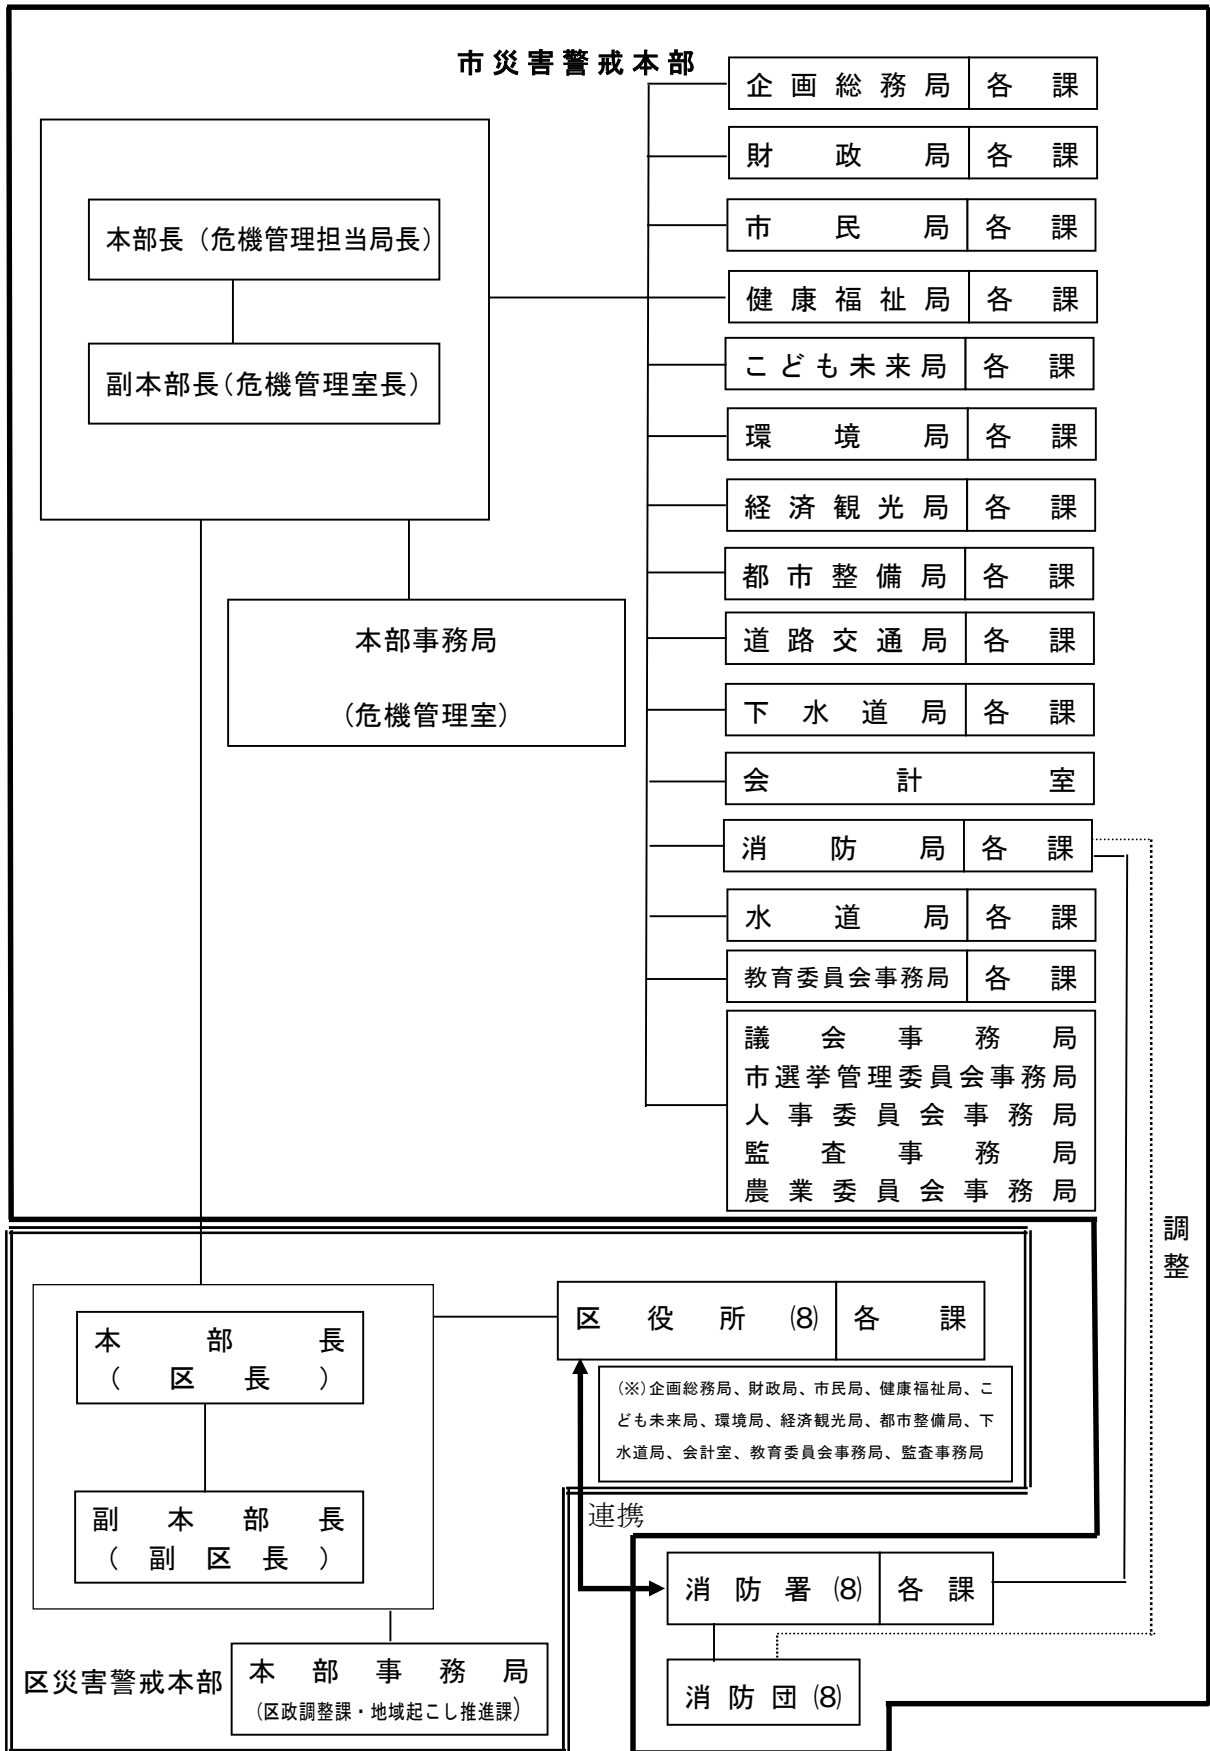 市災害警戒本部
本部長（危機管理担当局長）
副本部長（危機管理室長）
本部事務局
（危機管理室）
企画総務局 各課
財政局 各課
市民局 各課
健康福祉局 各課
こども未来局 各課
環境局 各課
経済観光局 各課
都市整備局 各課
道路交通局 各課
下水道局 各課
会計室
消防局 各課
水道局 各課
教育委員会事務局 各課
議会事務局
市選挙管理委員会事務局
人事委員会事務局
監査事務局
農業委員会事務局
調整
本部長
（区長）
副本部長
（副区長）
区災害警戒本部
本部事務局
（区政調整課・地域起こし推進課）
区役所⑻ 各課
(※)企画総務局、財政局、市民局、健康福祉局、こ
ども未来局、環境局、経済観光局、都市整備局、下
水道局、会計室、教育委員会事務局、監査事務局
連携
消防署⑻ 各課
消防団⑻